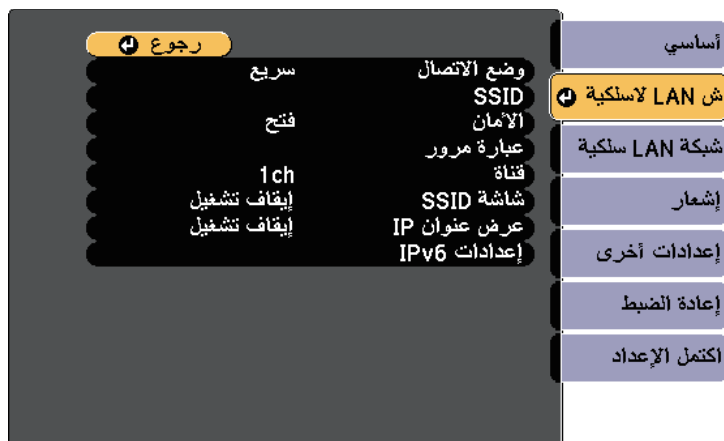 أساسي
ش LAN لاسلكية
شبكة LAN سلكية
إشعار
إعدادات أخرى
إعادة الضبط
اكتمل الإعداد
رجوع
وضع الاتصال سريع
SSID
الأمان فتح
عبارة مرور
قناة 1ch
شاشة SSID إيقاف تشغيل
عرض عنوان IP إيقاف تشغيل
إعدادات IPv6